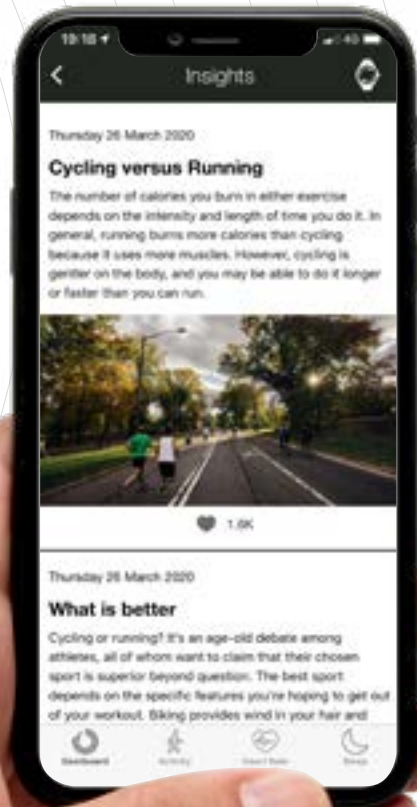 19:16
4G
Insights
Thursday 26 March 2020
Cycling versus Running
The number of calories you burn in either exercise
depends on the intensity and length of time you do it. In
general, running burns more calories than cycling
because it uses more muscles. However, cycling is
gentler on the body, and you may be able to do it longer
or faster than you can run.
1.6K
Thursday 26 March 2020
What is better
Cycling or running? It's an age-old debate among
athletes, all of whom want to claim that their chosen
sport is superior beyond question. The best sport
depends on the specific features you're hoping to get out
of your workout. Biking provides wind in your hair and
Dashboard
Activity
Heart Rate
Sleep